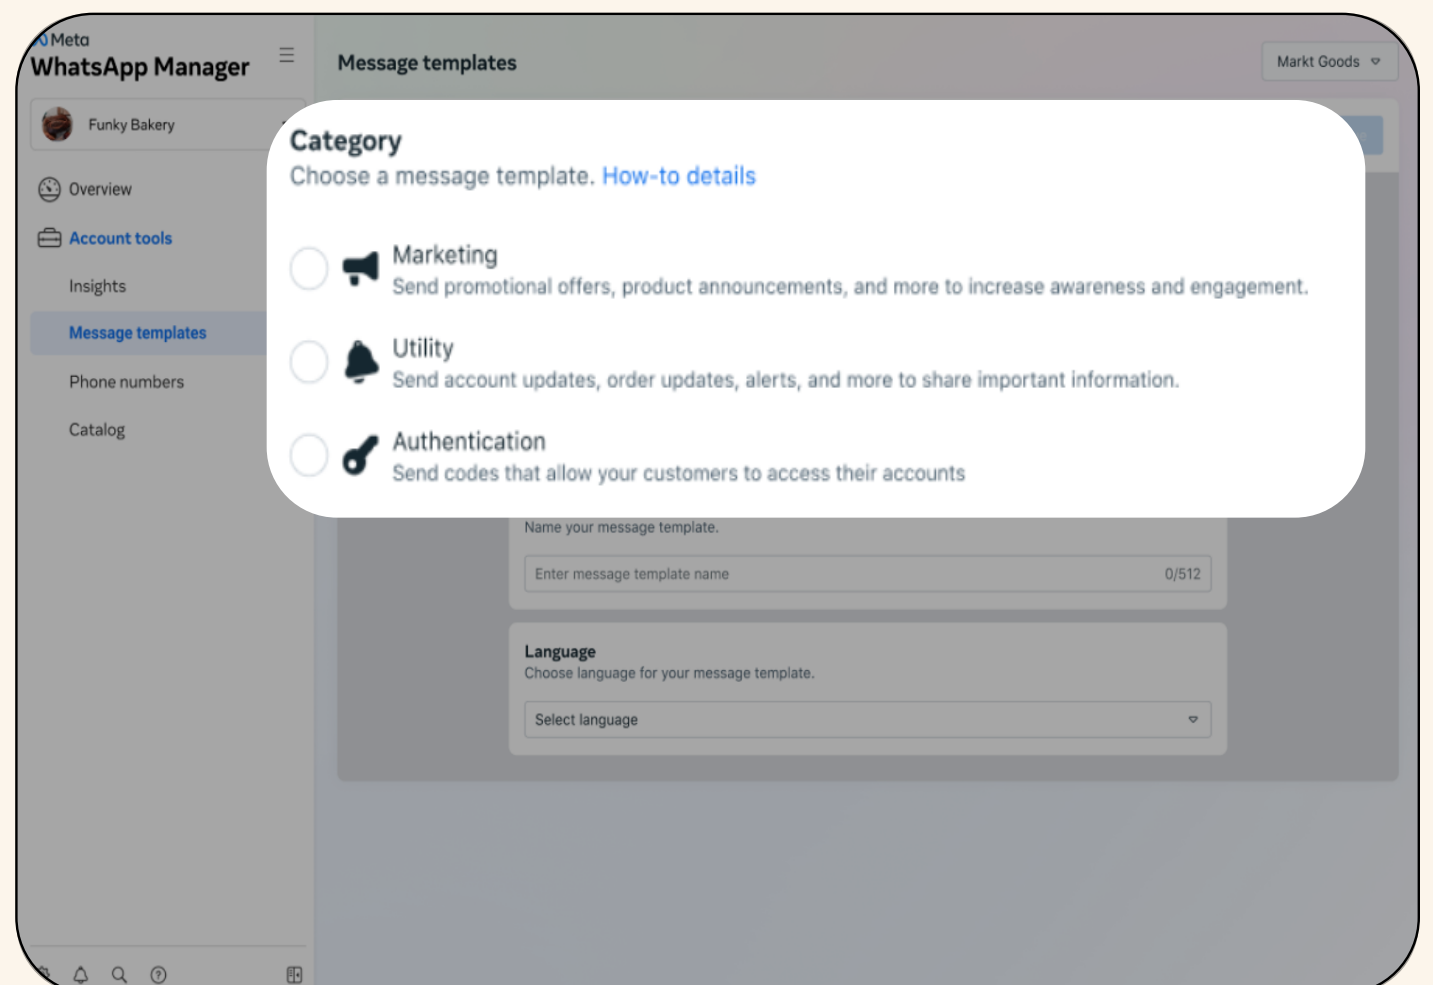 Meta
WhatsApp Manager
Funky Bakery
Overview
Account tools
Insights
Message templates
Phone numbers
Catalog
Message templates
Markt Goods
Category
Choose a message template. How-to details
Marketing
Send promotional offers, product announcements, and more to increase awareness and engagement.
Utility
Send account updates, order updates, alerts, and more to share important information.
Authentication
Send codes that allow your customers to access their accounts
Name your message template.
Enter message template name 0/512
Language
Choose language for your message template.
Select language